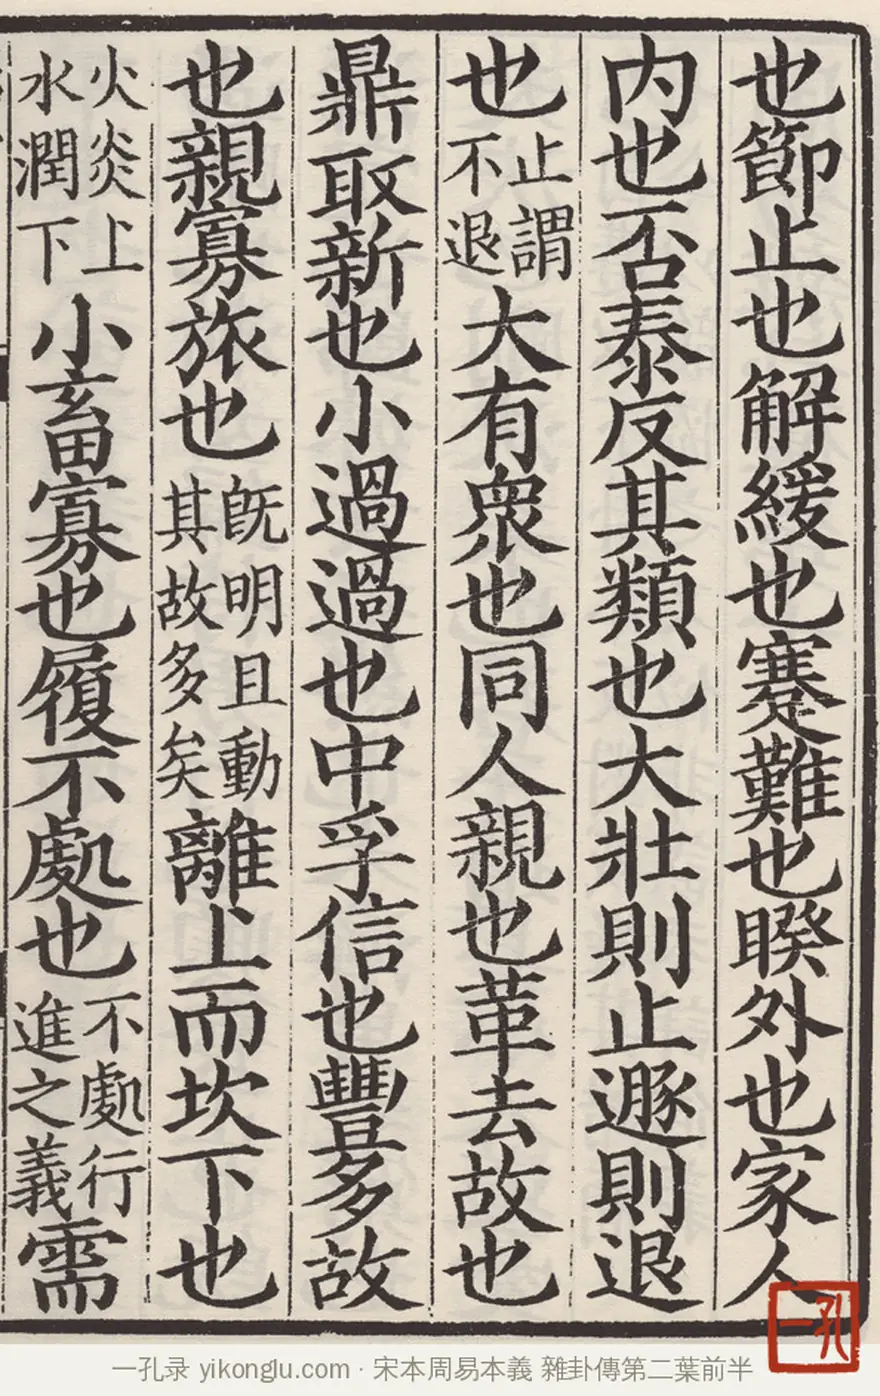 也節止也解緩也蹇難也睽外也家人
内也否泰反其類也大壯則止遯則退
也止謂不退大有衆也同人親也革去故也
鼎取新也小過過也中孚信也豐多故
也親寡旅也旣明且動其故多矣離上而坎下也
火炎上水潤下小畜寡也履不處也不處行進之義需
一孔
一孔录 yikonglu.com · 宋本周易本義 雜卦傳第二葉前半